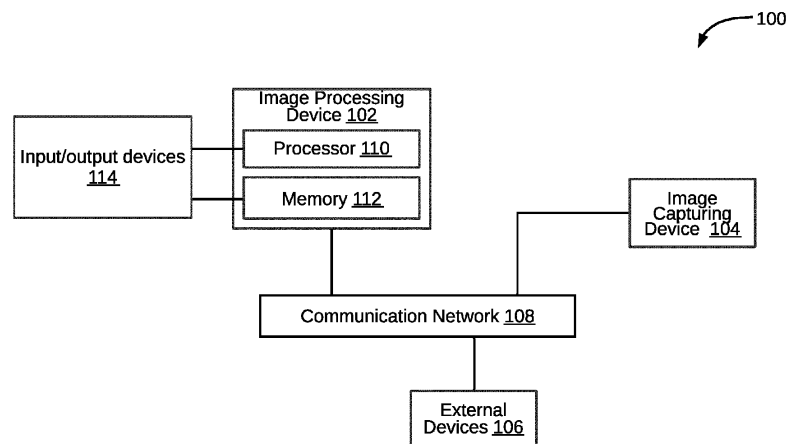 100
Image Processing
Device 102
Input/output devices
114
Processor 110
Memory 112
Image
Capturing
Device 104
Communication Network 108
External
Devices 106